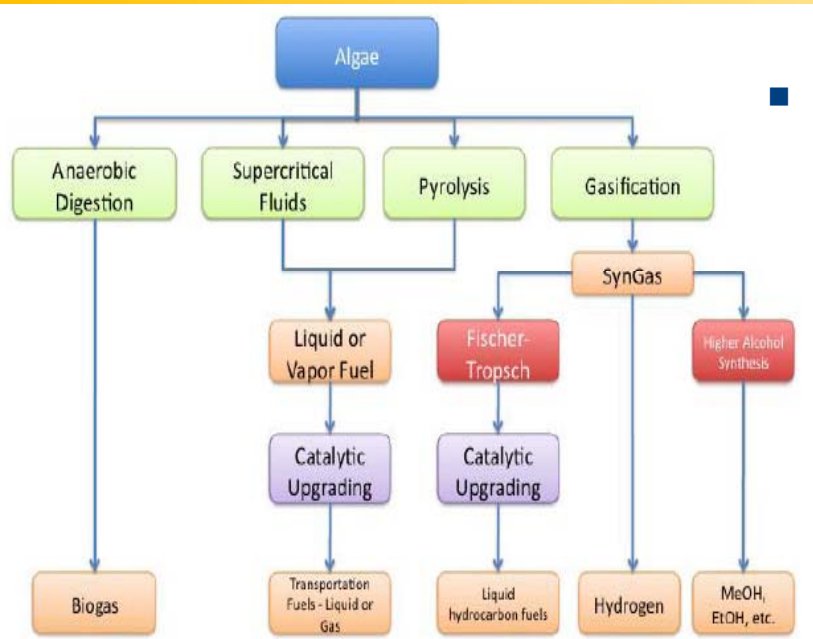 Algae
Anaerobic
Digestion
Supercritical
Fluids
Pyrolysis
Gasification
SynGas
Liquid or
Vapor Fuel
Fischer-
Tropsch
Higher Alcohol
Synthesis
Catalytic
Upgrading
Catalytic
Upgrading
Biogas
Transportation
Fuels - Liquid or
Gas
Liquid
hydrocarbon fuels
Hydrogen
MeOH,
EtOH, etc.